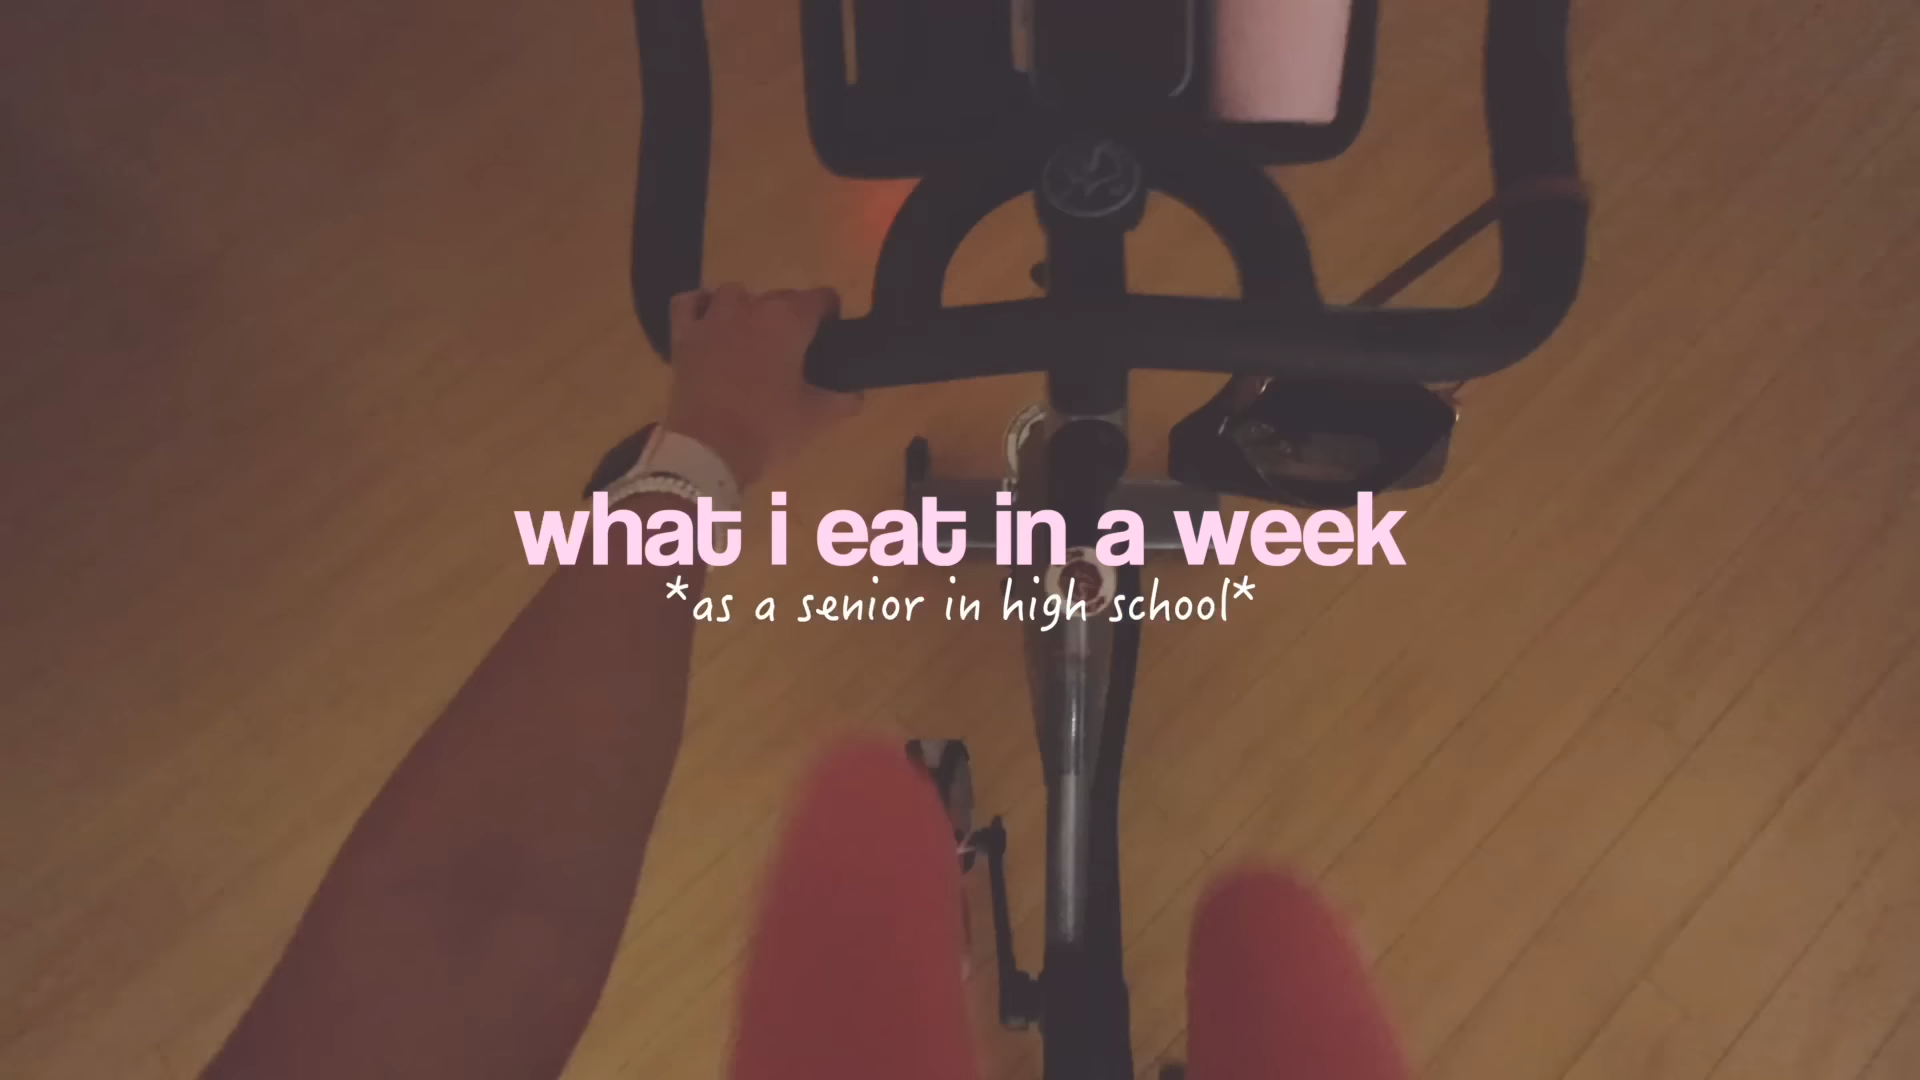 what i eat in a week
*as a senior in high school*